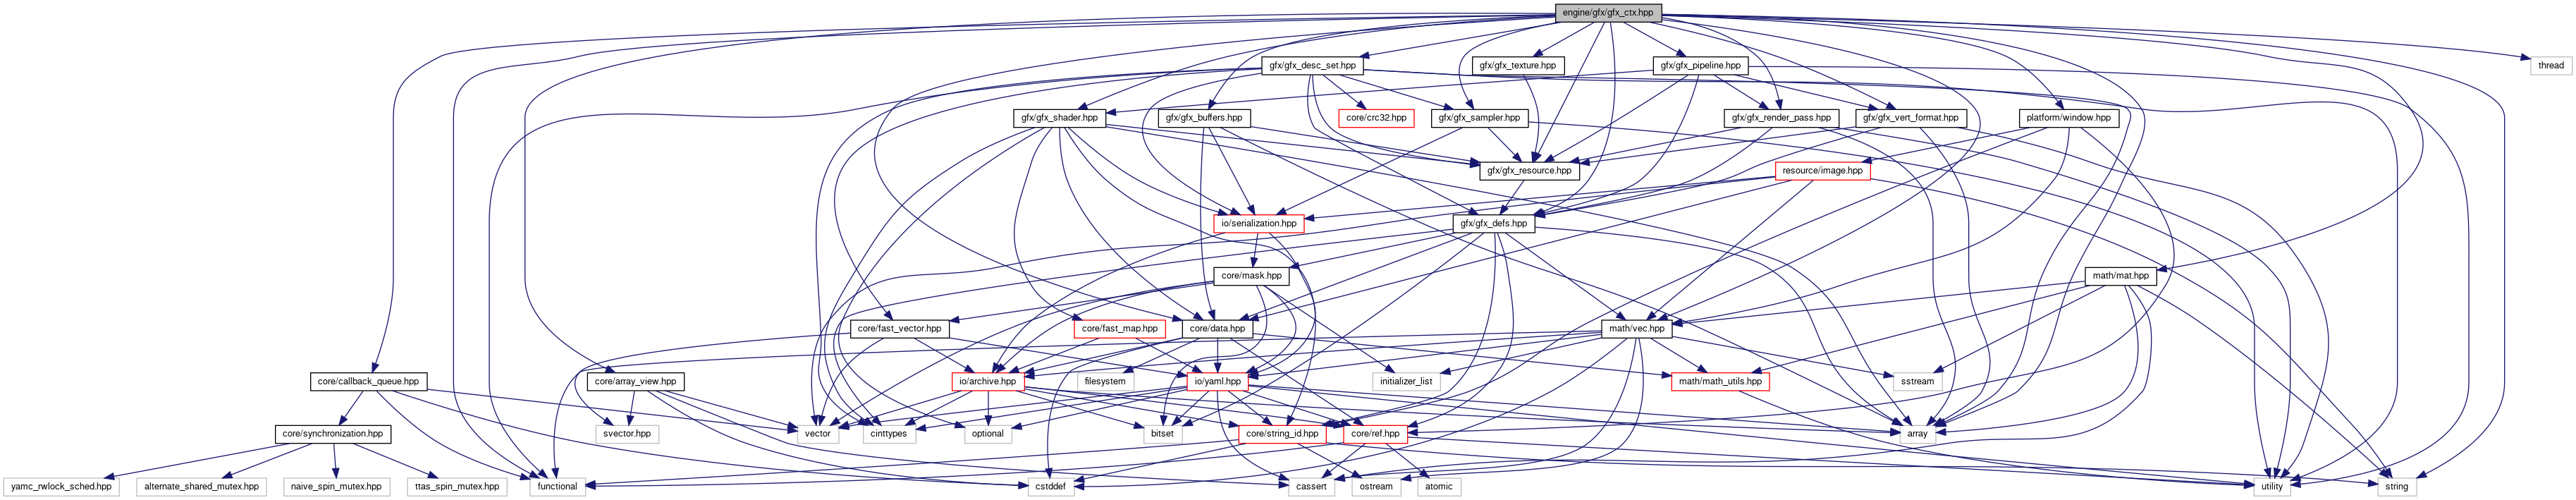 engine/gfx/gfx_ctx.hpp
gfx/gfx_desc_set.hpp
gfx/gfx_texture.hpp
gfx/gfx_pipeline.hpp
thread
gfx/gfx_shader.hpp
gfx/gfx_buffers.hpp
core/crc32.hpp
gfx/gfx_sampler.hpp
gfx/gfx_render_pass.hpp
gfx/gfx_vert_format.hpp
platform/window.hpp
gfx/gfx_resource.hpp
resource/image.hpp
io/serialization.hpp
gfx/gfx_defs.hpp
core/mask.hpp
math/mat.hpp
core/fast_vector.hpp
core/fast_map.hpp
core/data.hpp
math/vec.hpp
core/callback_queue.hpp
core/array_view.hpp
io/archive.hpp
filesystem
io/yaml.hpp
initializer_list
math/math_utils.hpp
sstream
core/synchronization.hpp
svector.hpp
vector
cinttypes
optional
bitset
core/string_id.hpp
core/ref.hpp
array
yamc_rwlock_sched.hpp
alternate_shared_mutex.hpp
naive_spin_mutex.hpp
ttas_spin_mutex.hpp
functional
cstddef
cassert
ostream
atomic
utility
string